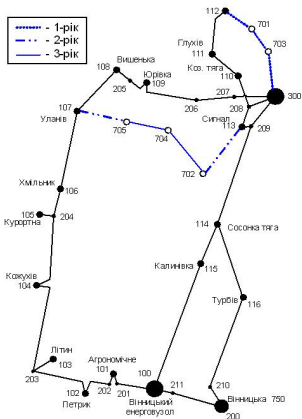 1-рік
2-рік
3-рік
112
701
703
Глухів
111
Коз. тяга
110
Вишенька
108
Юрівка
109
205
207
206
208
300
Сигнал
113
209
107
Уланів
705
704
702
Хмільник
106
105
Курортна
204
114
Сосонка тяга
Калинівка
115
Кожухів
104
Турбів
116
Літин
103
203
Агрономічне
101
100
102
202
201
Петрик
211
Вінницький
енерговузол
210
Вінницька 750
200